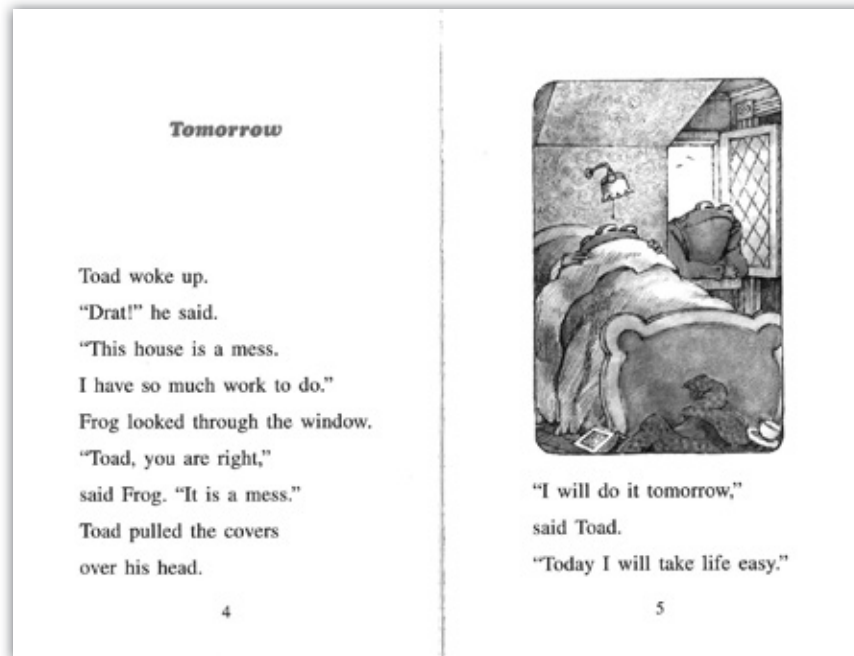 Tomorrow
Toad woke up.
“Drat!” he said.
“This house is a mess.
I have so much work to do.”
Frog looked through the window.
“Toad, you are right,”
said Frog. “It is a mess.”
Toad pulled the covers
over his head.
4
“I will do it tomorrow,”
said Toad.
“Today I will take life easy.”
5